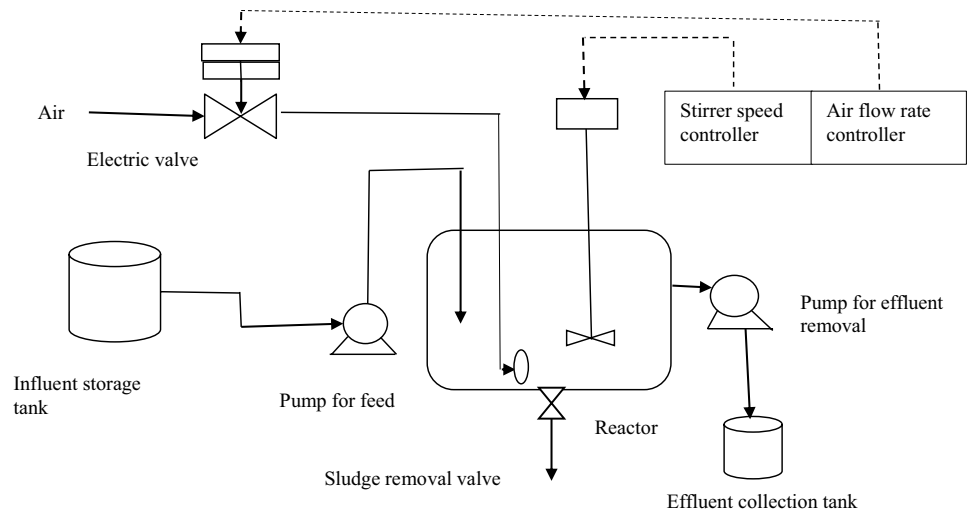 Stirrer speed
controller
Air flow rate
controller
Air
Electric valve
Pump for effluent
removal
Influent storage
tank
Pump for feed
Reactor
Sludge removal valve
Effluent collection tank